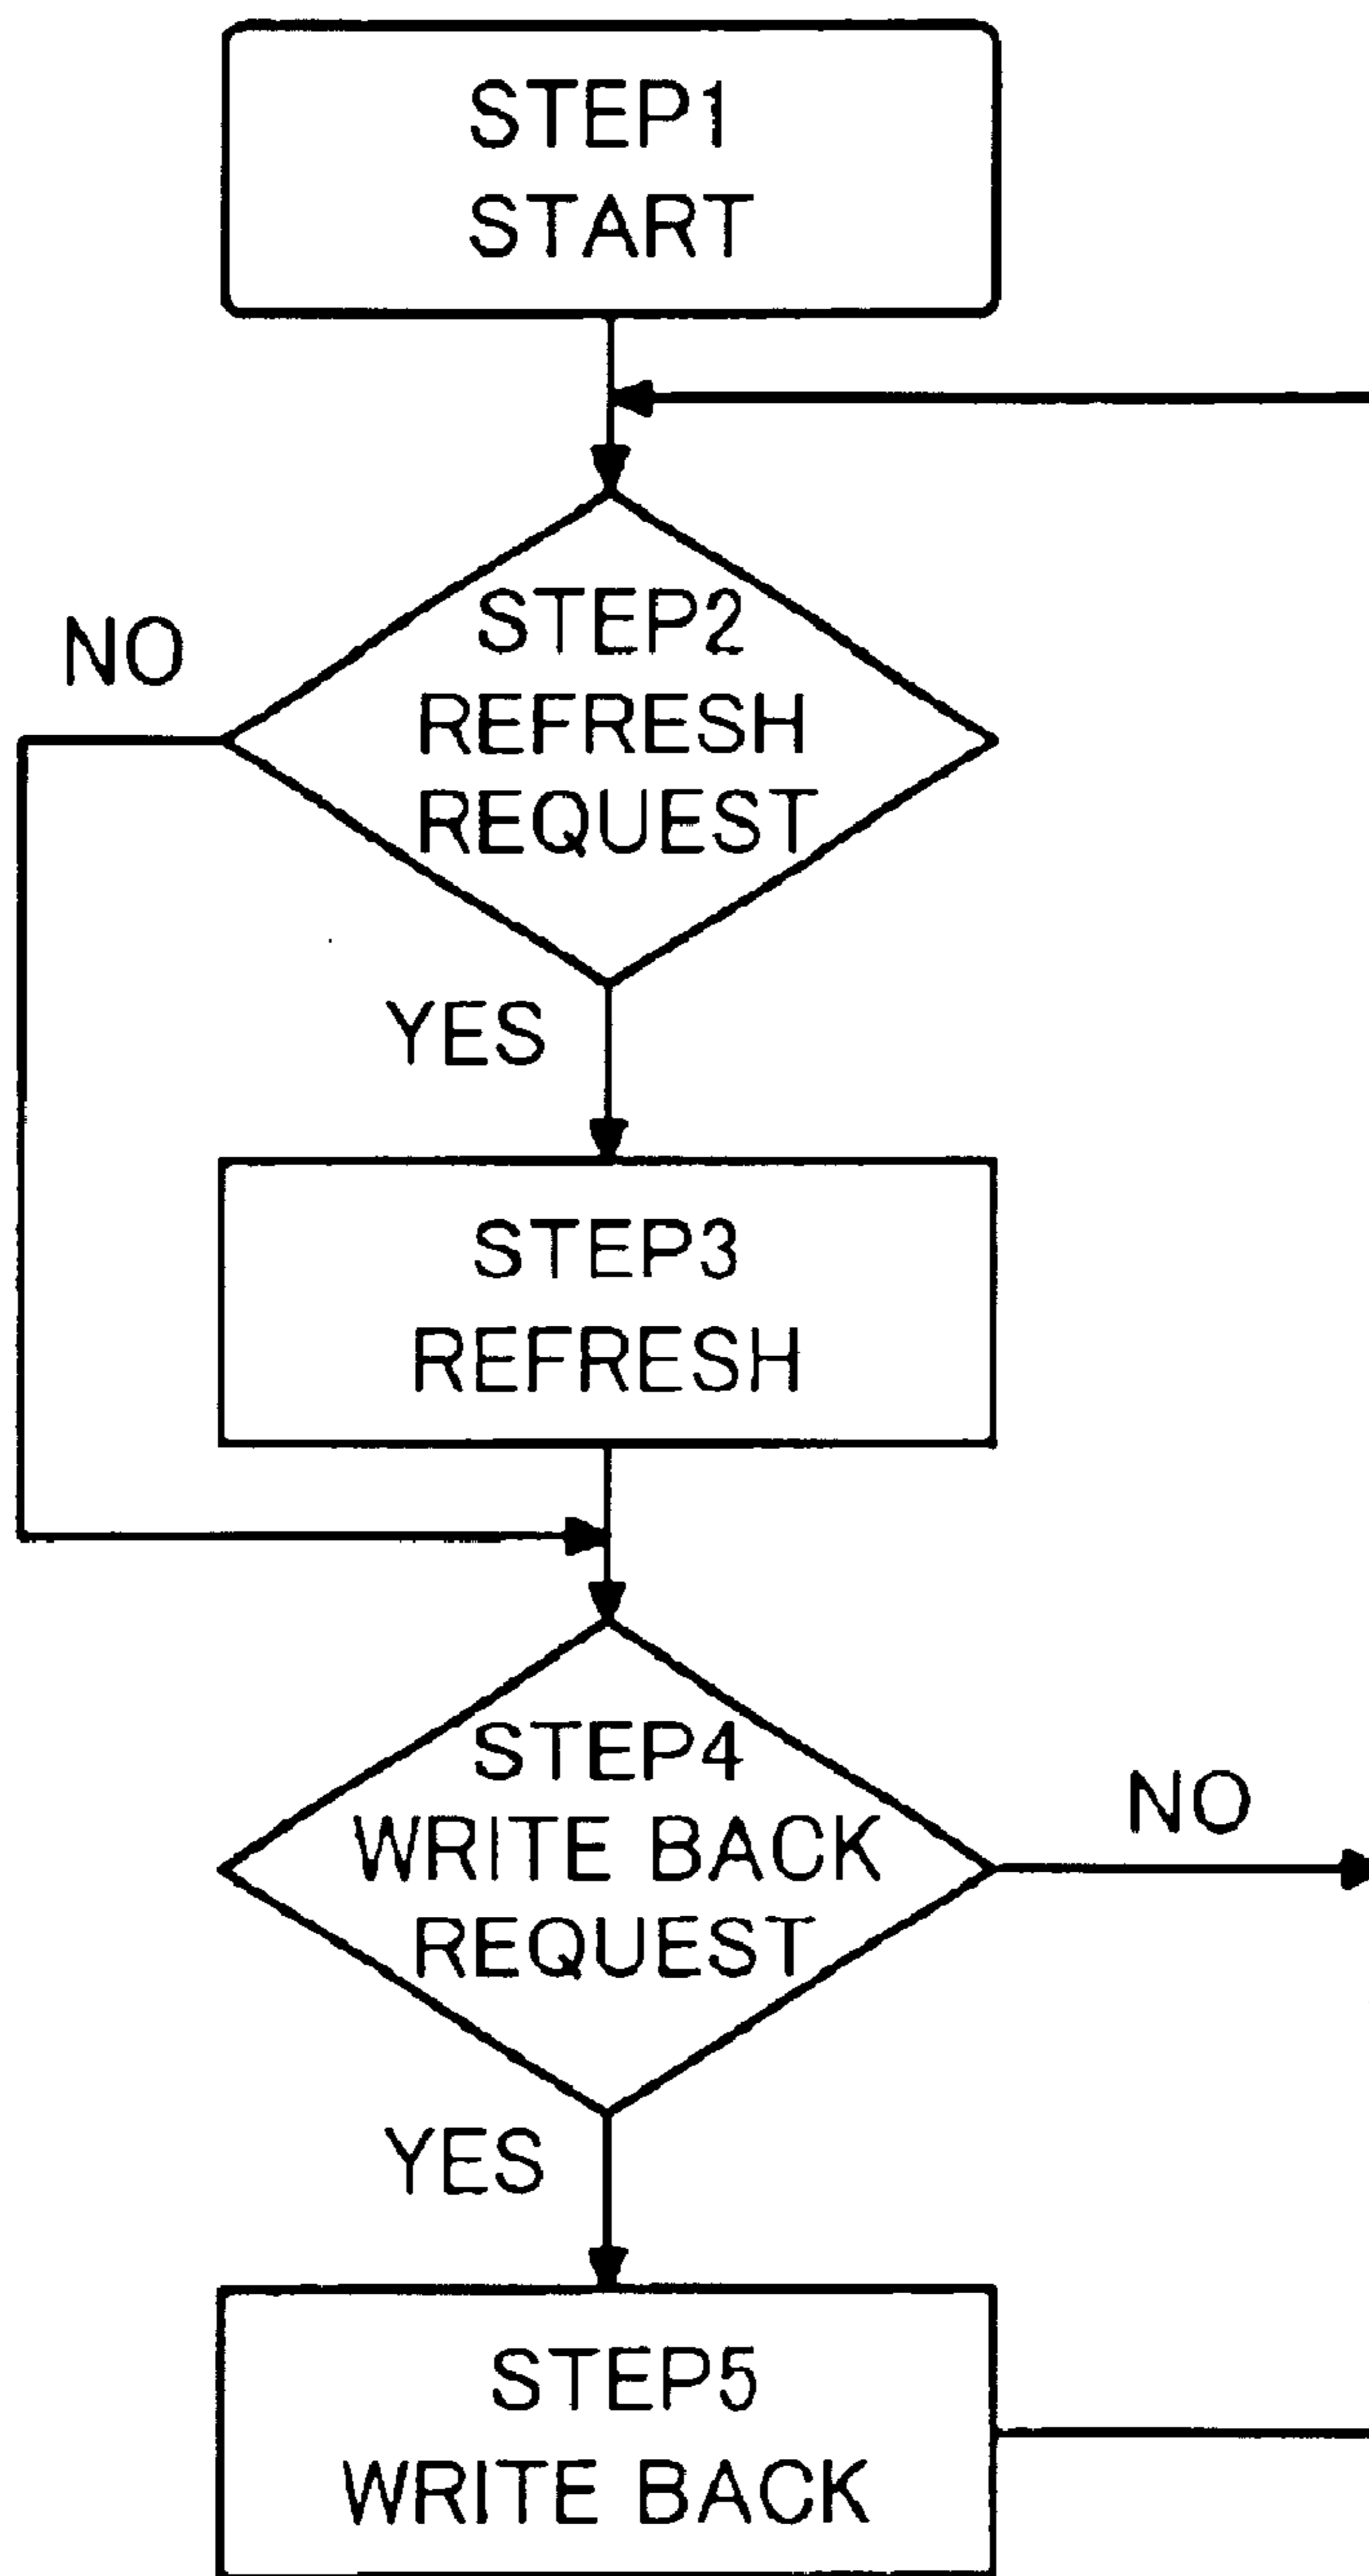 STEP1
START
STEP2
REFRESH
REQUEST
NO
YES
STEP3
REFRESH
STEP4
WRITE BACK
REQUEST
NO
YES
STEP5
WRITE BACK